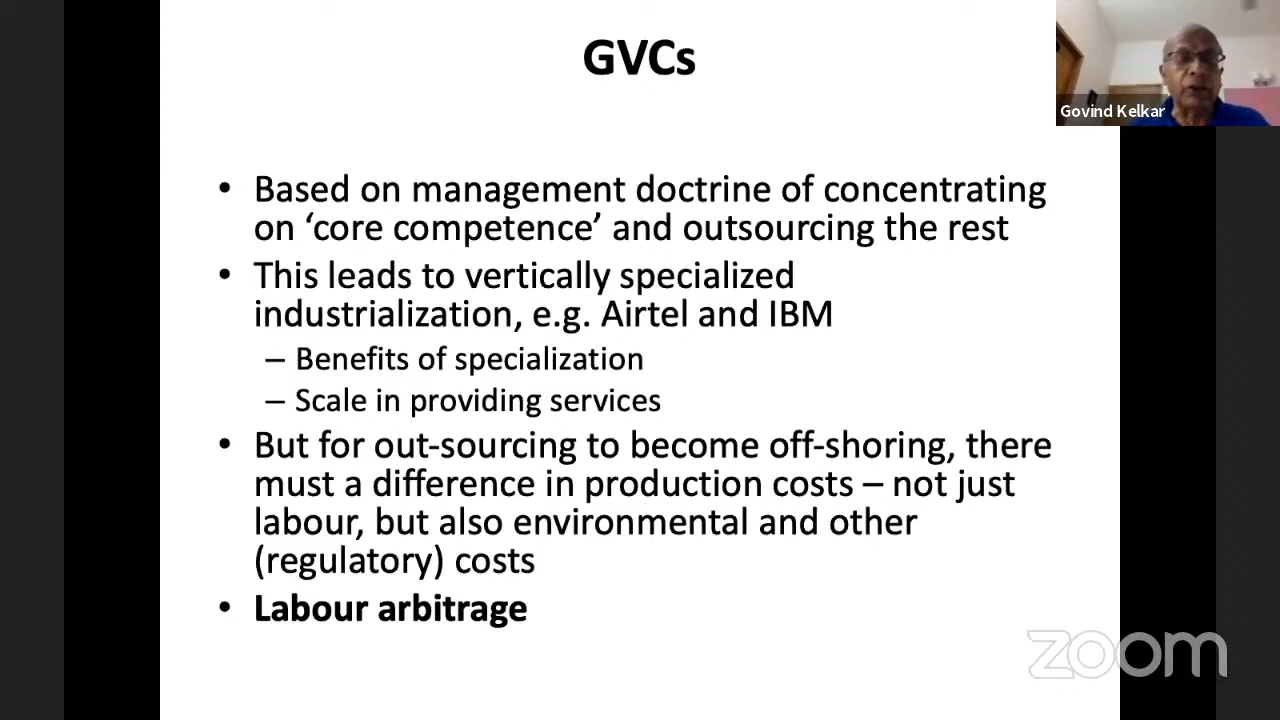 GVCs
Govind Kelkar
• Based on management doctrine of concentrating
on ‘core competence’ and outsourcing the rest
• This leads to vertically specialized
industrialization, e.g. Airtel and IBM
– Benefits of specialization
– Scale in providing services
• But for out-sourcing to become off-shoring, there
must a difference in production costs – not just
labour, but also environmental and other
(regulatory) costs
• Labour arbitrage
zoom